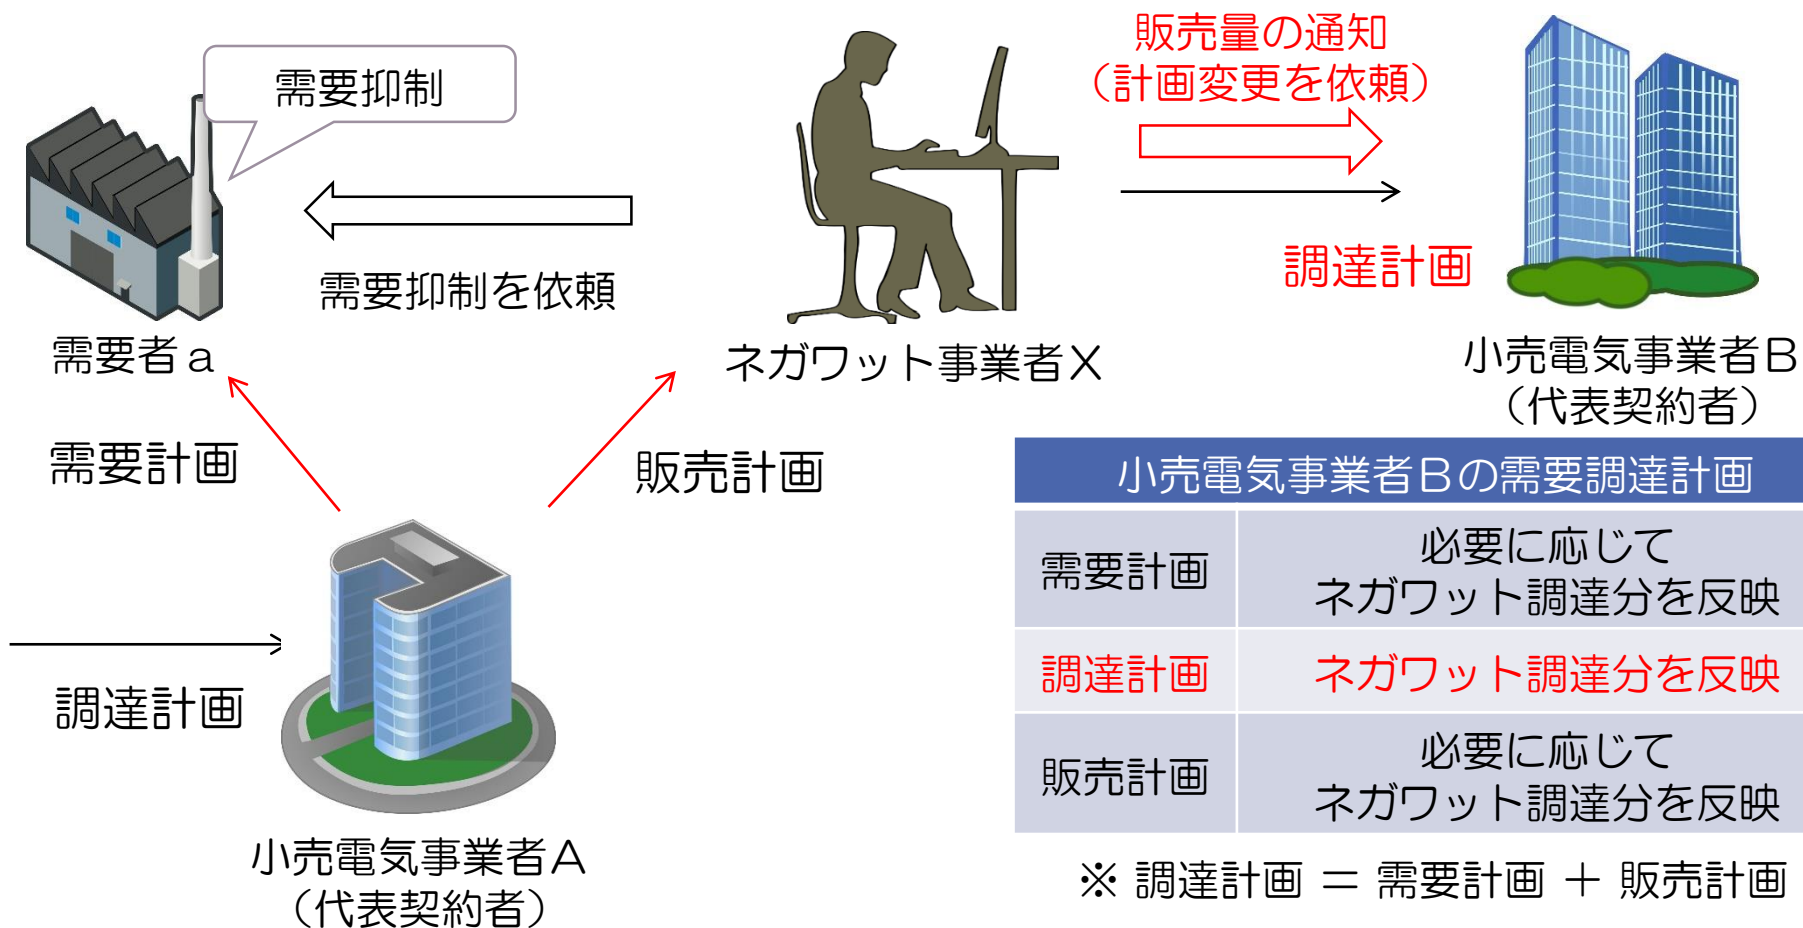 需要抑制
販売量の通知
（計画変更を依頼）
需要抑制を依頼
調達計画
需要者ａ
ネガワット事業者Ｘ
小売電気事業者Ｂ
（代表契約者）
需要計画
販売計画
調達計画
小売電気事業者Ａ
（代表契約者）
小売電気事業者Ｂの需要調達計画
需要計画
必要に応じて
ネガワット調達分を反映
調達計画
ネガワット調達分を反映
販売計画
必要に応じて
ネガワット調達分を反映
※ 調達計画 ＝ 需要計画 ＋ 販売計画